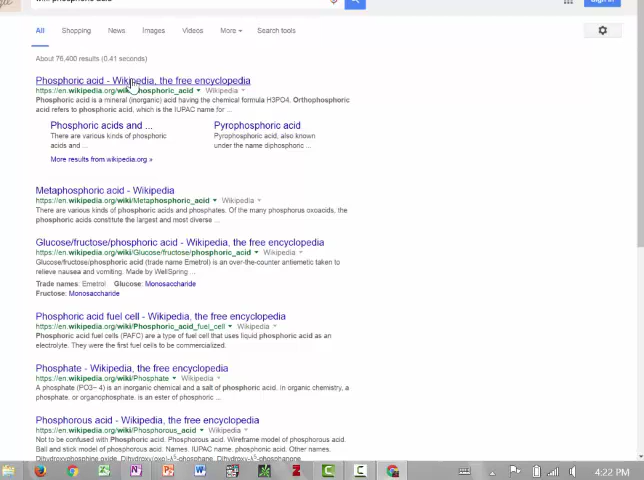 All Shopping News Images Videos More Search tools
About 76,400 results (0.41 seconds)
Phosphoric acid - Wikipedia, the free encyclopedia
https://en.wikipedia.org/wiki/Phosphoric_acid Wikipedia
Phosphoric acid is a mineral (inorganic) acid having the chemical formula H3PO4. Orthophosphoric
acid refers to phosphoric acid, which is the IUPAC name for ...
Phosphoric acids and ... Pyrophosphoric acid
There are various kinds of phosphoric Pyrophosphoric acid, also known
acids and ... under the name diphosphoric ...
More results from wikipedia.org »
Metaphosphoric acid - Wikipedia
https://en.wikipedia.org/wiki/Metaphosphoric_acid Wikipedia
There are various kinds of phosphoric acids and phosphates. Of the many phosphorus oxoacids, the
phosphoric acids constitute the largest and most diverse ...
Glucose/fructose/phosphoric acid - Wikipedia, the free encyclopedia
https://en.wikipedia.org/wiki/Glucose/fructose/phosphoric_acid Wikipedia
Glucose/fructose/phosphoric acid (trade name Emetrol) is an over-the-counter antiemetic taken to
relieve nausea and vomiting. Made by WellSpring ...
Trade names: Emetrol Glucose: Monosaccharide
Fructose: Monosaccharide
Phosphoric acid fuel cell - Wikipedia, the free encyclopedia
https://en.wikipedia.org/wiki/Phosphoric_acid_fuel_cell Wikipedia
Phosphoric acid fuel cells (PAFC) are a type of fuel cell that uses liquid phosphoric acid as an
electrolyte. They were the first fuel cells to be commercialized.
Phosphate - Wikipedia, the free encyclopedia
https://en.wikipedia.org/wiki/Phosphate Wikipedia
A phosphate (PO3− 4) is an inorganic chemical and a salt of phosphoric acid. In organic chemistry, a
phosphate, or organophosphate, is an ester of phosphoric ...
Phosphorous acid - Wikipedia, the free encyclopedia
https://en.wikipedia.org/wiki/Phosphorous_acid Wikipedia
Not to be confused with Phosphoric acid. Phosphorous acid. Wireframe model of phosphorous acid.
Ball and stick model of phosphorous acid. Names. IUPAC name. phosphoric acid. Other names.
4:22 PM